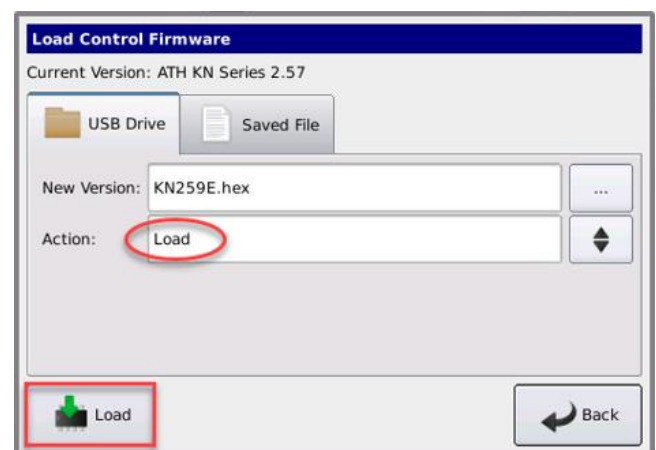 Load Control Firmware
Current Version: ATH KN Series 2.57
USB Drive Saved File
New Version: KN259E.hex ...
Action: Load
Load Back